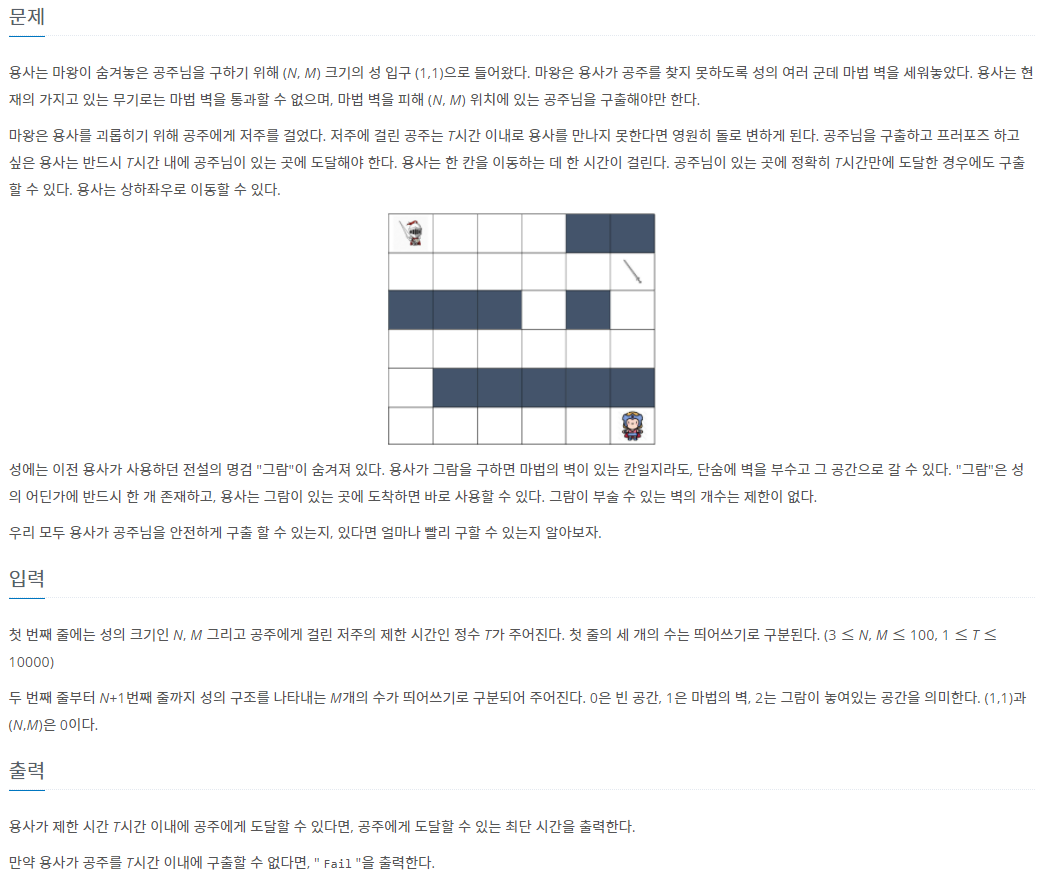 문제
용사는 마왕이 숨겨놓은 공주님을 구하기 위해 (N, M) 크기의 성 입구 (1,1)으로 들어왔다. 마왕은 용사가 공주를 찾지 못하도록 성의 여러 군데 마법 벽을 세워놓았다. 용사는 현
재의 가지고 있는 무기로는 마법 벽을 통과할 수 없으며, 마법 벽을 피해 (N, M) 위치에 있는 공주님을 구출해야만 한다.
마왕은 용사를 괴롭히기 위해 공주에게 저주를 걸었다. 저주에 걸린 공주는 T시간 이내로 용사를 만나지 못한다면 영원히 돌로 변하게 된다. 공주님을 구출하고 프러포즈 하고
싶은 용사는 반드시 T시간 내에 공주님이 있는 곳에 도달해야 한다. 용사는 한 칸을 이동하는 데 한 시간이 걸린다. 공주님이 있는 곳에 정확히 T시간만에 도달한 경우에도 구출
할 수 있다. 용사는 상하좌우로 이동할 수 있다.
성에는 이전 용사가 사용하던 전설의 명검 "그람"이 숨겨져 있다. 용사가 그람을 구하면 마법의 벽이 있는 칸일지라도, 단숨에 벽을 부수고 그 공간으로 갈 수 있다. "그람"은 성
의 어딘가에 반드시 한 개 존재하고, 용사는 그람이 있는 곳에 도착하면 바로 사용할 수 있다. 그람이 부술 수 있는 벽의 개수는 제한이 없다.
우리 모두 용사가 공주님을 안전하게 구출 할 수 있는지, 있다면 얼마나 빨리 구할 수 있는지 알아보자.
입력
첫 번째 줄에는 성의 크기인 N, M 그리고 공주에게 걸린 저주의 제한 시간인 정수 T가 주어진다. 첫 줄의 세 개의 수는 띄어쓰기로 구분된다. (3 ≤ N, M ≤ 100, 1 ≤ T ≤
10000)
두 번째 줄부터 N+1번째 줄까지 성의 구조를 나타내는 M개의 수가 띄어쓰기로 구분되어 주어진다. 0은 빈 공간, 1은 마법의 벽, 2는 그람이 놓여있는 공간을 의미한다. (1,1)과
(N,M)은 0이다.
출력
용사가 제한 시간 T시간 이내에 공주에게 도달할 수 있다면, 공주에게 도달할 수 있는 최단 시간을 출력한다.
만약 용사가 공주를 T시간 이내에 구출할 수 없다면, " Fail "을 출력한다.